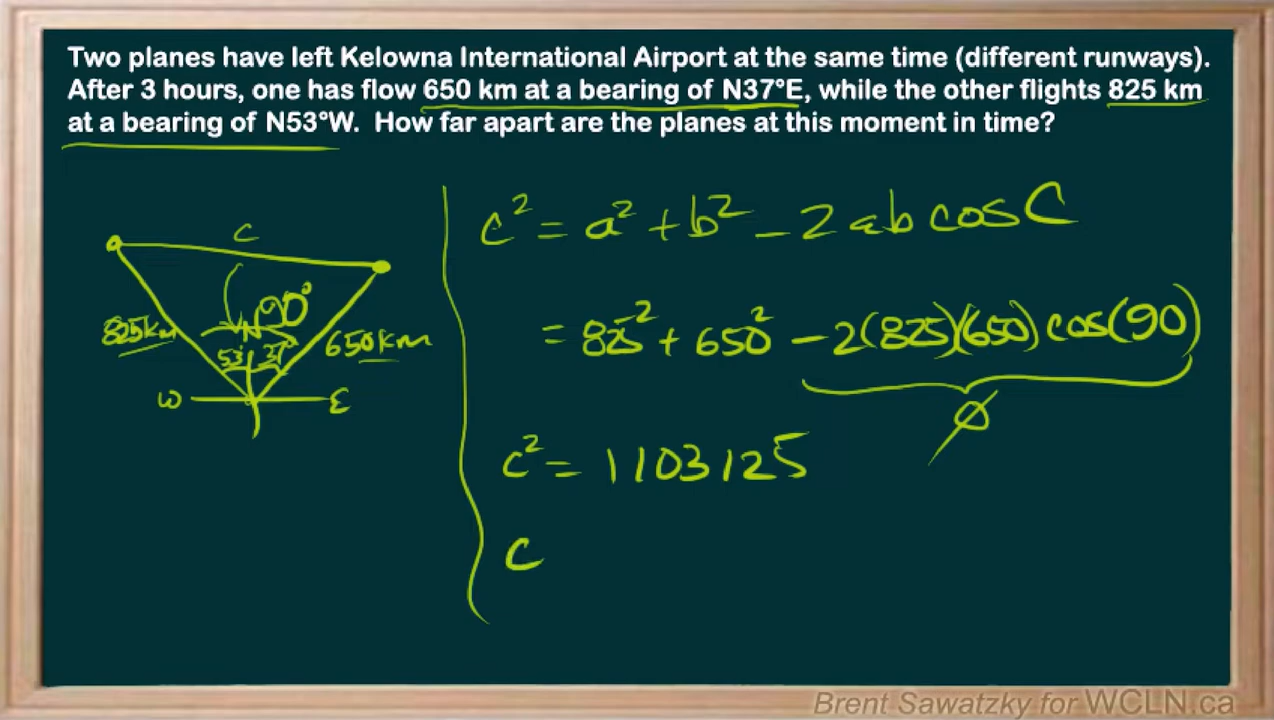 Two planes have left Kelowna International Airport at the same time (different runways).
After 3 hours, one has flow 650 km at a bearing of N37°E, while the other flights 825 km
at a bearing of N53°W. How far apart are the planes at this moment in time?
c² = a² + b² - 2abcosC
c
N 90°
825km 53° 37° 650km
= 825² + 650² - 2(825)(650)cos(90)
W E
∅
c² = 1103125
c
Brent Sawatzky for WCLN.ca